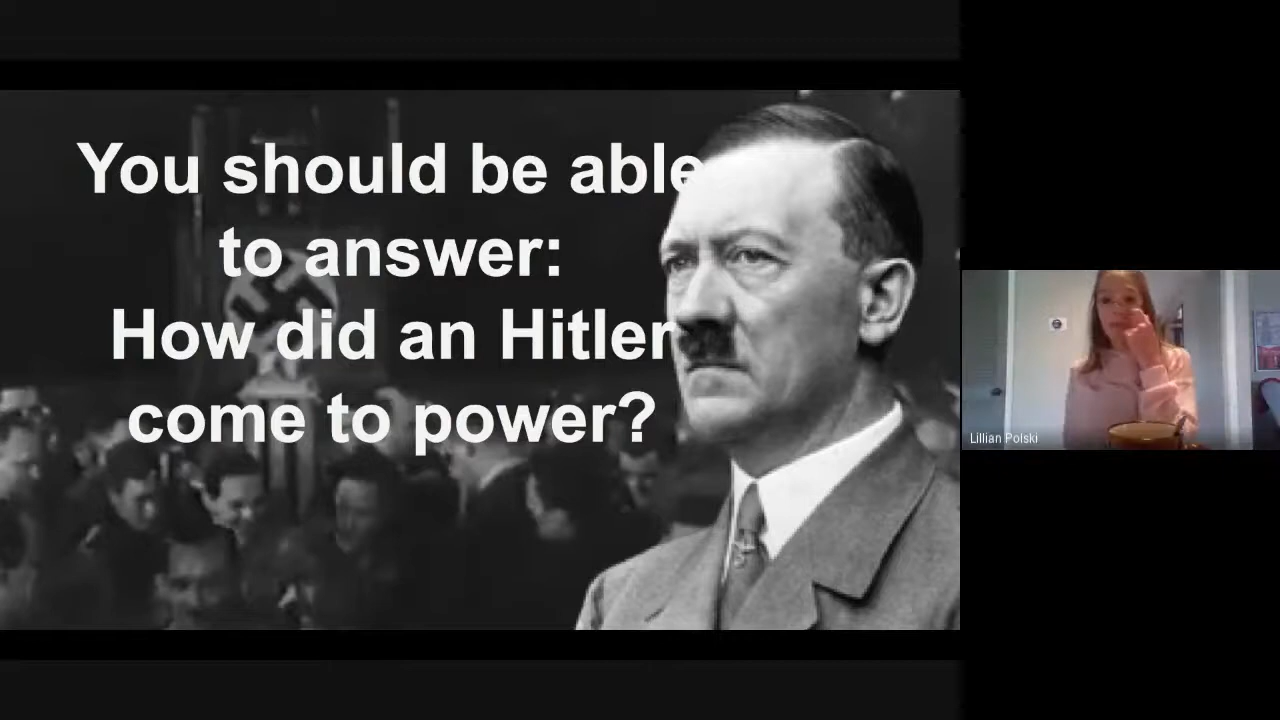 You should be able
to answer:
How did an Hitler
come to power?
Lillian Polski